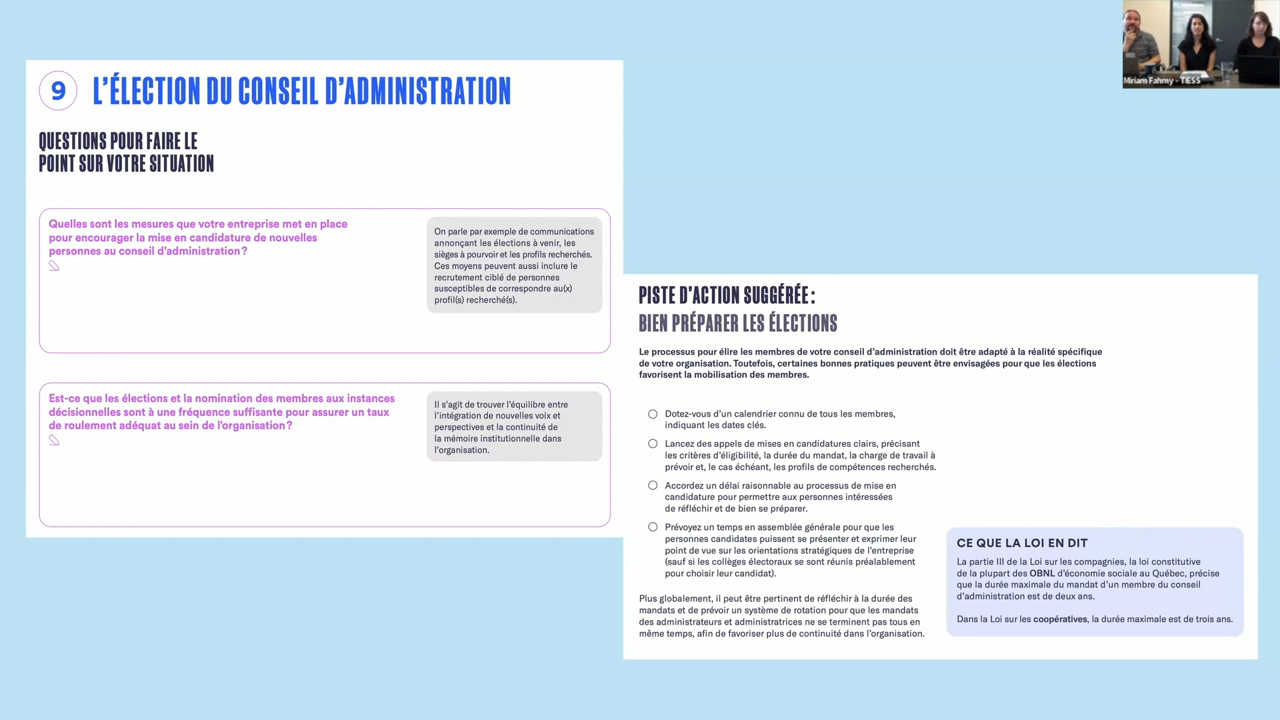 9 L'ÉLECTION DU CONSEIL D'ADMINISTRATION
QUESTIONS POUR FAIRE LE
POINT SUR VOTRE SITUATION
Quelles sont les mesures que votre entreprise met en place
pour encourager la mise en candidature de nouvelles
personnes au conseil d'administration ?
On parle par exemple de communications
annonçant les élections à venir, les
sièges à pourvoir et les profils recherchés.
Ces moyens peuvent aussi inclure le
recrutement ciblé de personnes
susceptibles de correspondre au(x)
profil(s) recherché(s).
Est-ce que les élections et la nomination des membres aux instances
décisionnelles sont à une fréquence suffisante pour assurer un taux
de roulement adéquat au sein de l'organisation ?
Il s'agit de trouver l'équilibre entre
l'intégration de nouvelles voix et
perspectives et la continuité de
la mémoire institutionnelle dans
l'organisation.
PISTE D'ACTION SUGGÉRÉE :
BIEN PRÉPARER LES ÉLECTIONS
Le processus pour élire les membres de votre conseil d'administration doit être adapté à la réalité spécifique
de votre organisation. Toutefois, certaines bonnes pratiques peuvent être envisagées pour que les élections
favorisent la mobilisation des membres.
Dotez-vous d'un calendrier connu de tous les membres,
indiquant les dates clés.
Lancez des appels de mises en candidatures clairs, précisant
les critères d'éligibilité, la durée du mandat, la charge de travail à
prévoir et, le cas échéant, les profils de compétences recherchés.
Accordez un délai raisonnable au processus de mise en
candidature pour permettre aux personnes intéressées
de réfléchir et de bien se préparer.
Prévoyez un temps en assemblée générale pour que les
personnes candidates puissent se présenter et exprimer leur
point de vue sur les orientations stratégiques de l'entreprise
(sauf si les collèges électoraux se sont réunis préalablement
pour choisir leur candidat).
Plus globalement, il peut être pertinent de réfléchir à la durée des
mandats et de prévoir un système de rotation pour que les mandats
des administrateurs et administratrices ne se terminent pas tous en
même temps, afin de favoriser plus de continuité dans l'organisation.
CE QUE LA LOI EN DIT
La partie III de la Loi sur les compagnies, la loi constitutive
de la plupart des OBNL d'économie sociale au Québec, précise
que la durée maximale du mandat d'un membre du conseil
d'administration est de deux ans.
Dans la Loi sur les coopératives, la durée maximale est de trois ans.
Miriam Fahmy - TIESS